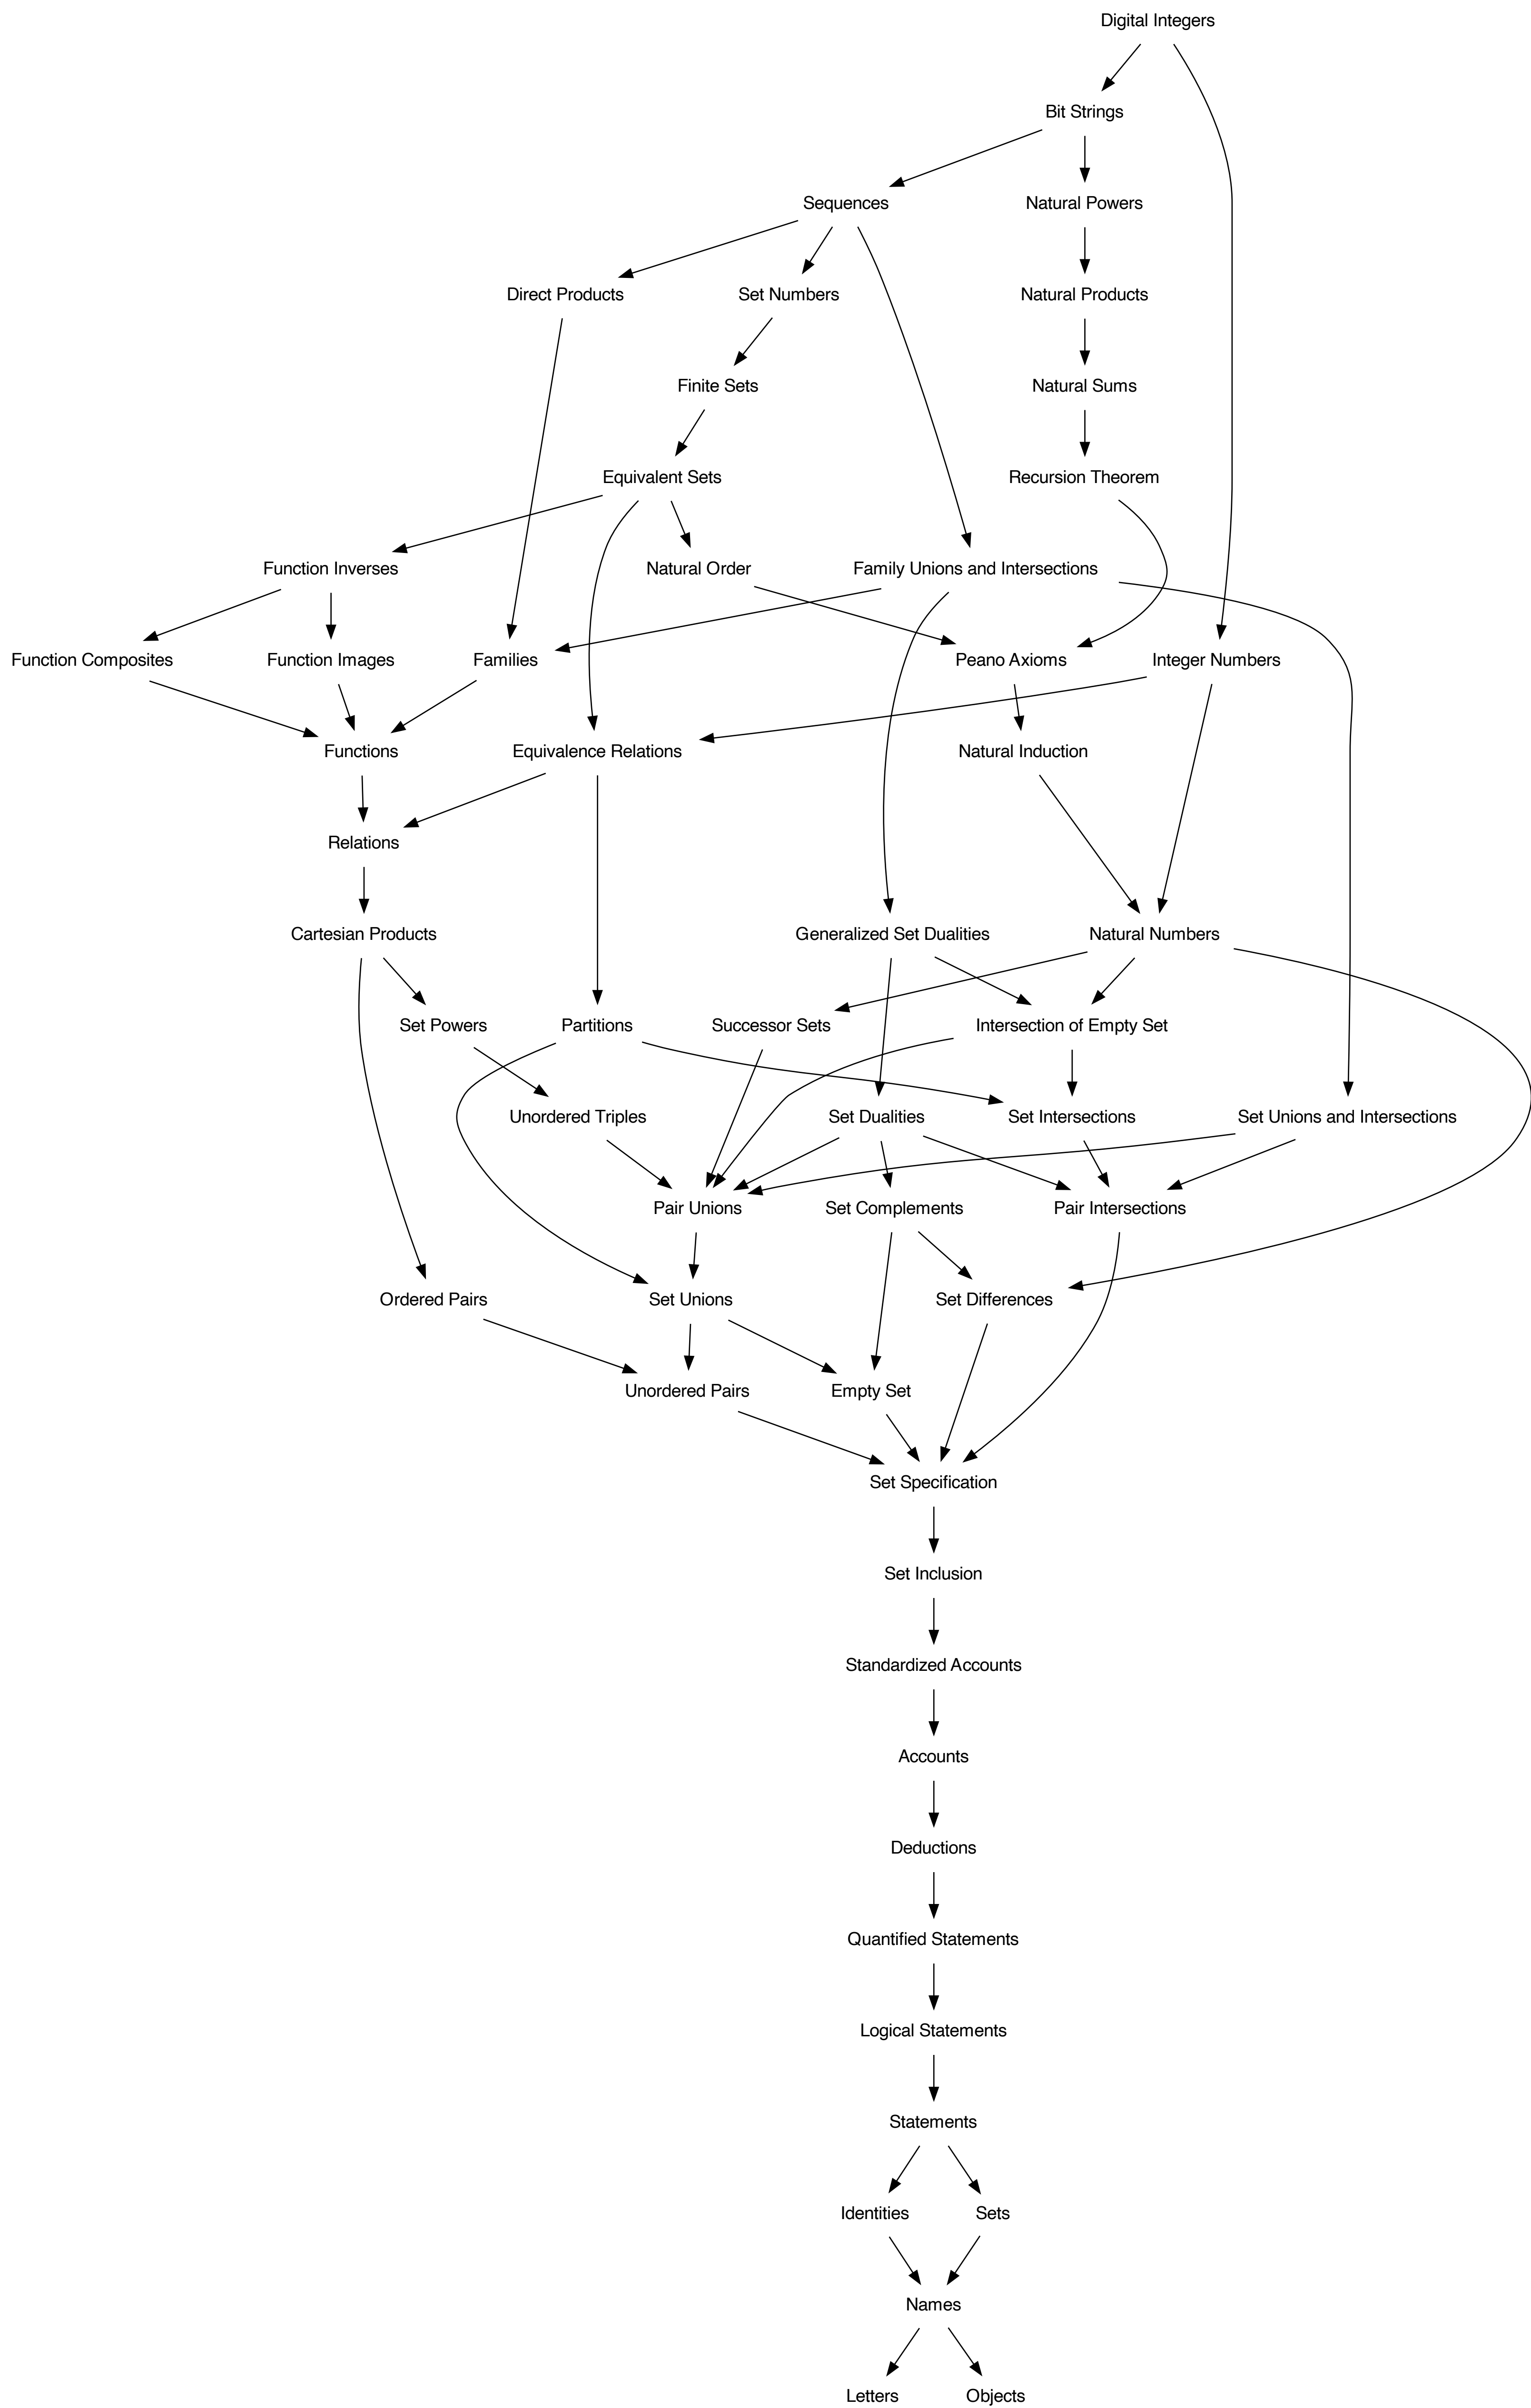 Digital Integers
Bit Strings
Sequences
Natural Powers
Direct Products
Set Numbers
Natural Products
Finite Sets
Natural Sums
Equivalent Sets
Recursion Theorem
Function Inverses
Natural Order
Family Unions and Intersections
Function Composites
Function Images
Families
Peano Axioms
Integer Numbers
Functions
Equivalence Relations
Natural Induction
Relations
Cartesian Products
Generalized Set Dualities
Natural Numbers
Set Powers
Partitions
Successor Sets
Intersection of Empty Set
Unordered Triples
Set Dualities
Set Intersections
Set Unions and Intersections
Pair Unions
Set Complements
Pair Intersections
Ordered Pairs
Set Unions
Set Differences
Unordered Pairs
Empty Set
Set Specification
Set Inclusion
Standardized Accounts
Accounts
Deductions
Quantified Statements
Logical Statements
Statements
Identities
Sets
Names
Letters
Objects